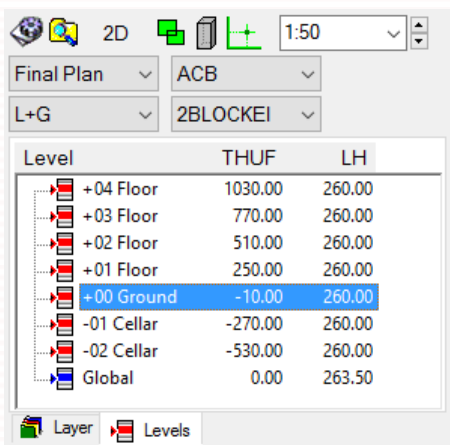 2D 1:50
Final Plan ACB
L+G 2BLOCKEI
Level THUF LH
+04 Floor 1030.00 260.00
+03 Floor 770.00 260.00
+02 Floor 510.00 260.00
+01 Floor 250.00 260.00
+00 Ground -10.00 260.00
-01 Cellar -270.00 260.00
-02 Cellar -530.00 260.00
Global 0.00 263.50
Layer Levels